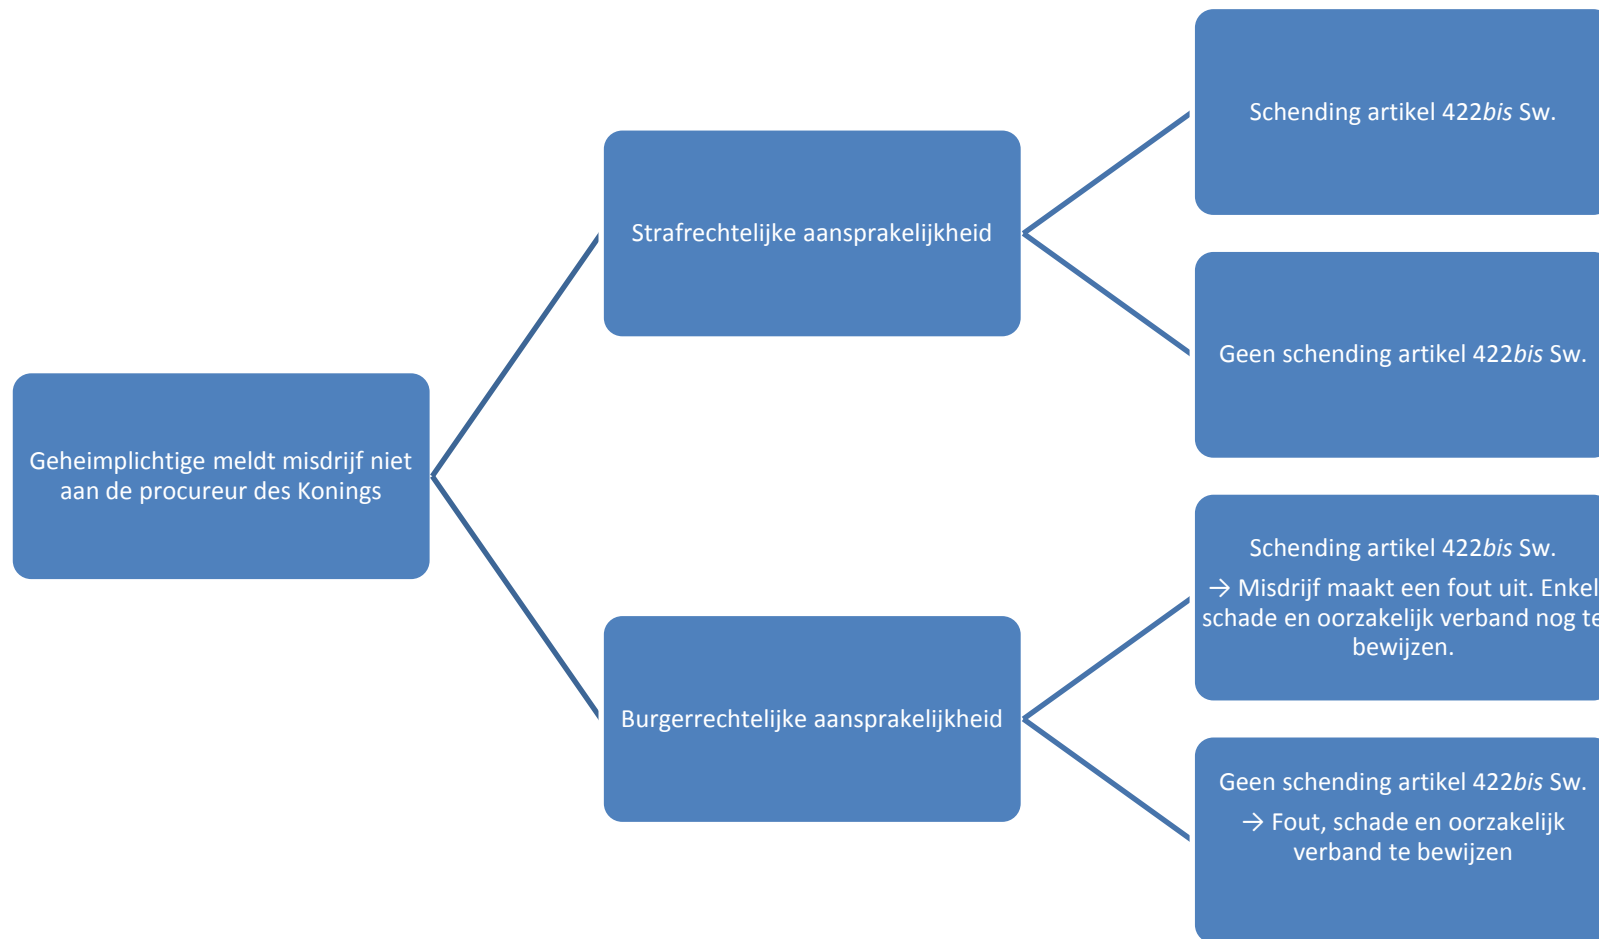 Geheimplichtige meldt misdrijf niet
aan de procureur des Konings
Strafrechtelijke aansprakelijkheid
Schending artikel 422bis Sw.
Geen schending artikel 422bis Sw.
Burgerrechtelijke aansprakelijkheid
Schending artikel 422bis Sw.
→ Misdrijf maakt een fout uit. Enkel
schade en oorzakelijk verband nog te
bewijzen.
Geen schending artikel 422bis Sw.
→ Fout, schade en oorzakelijk
verband te bewijzen